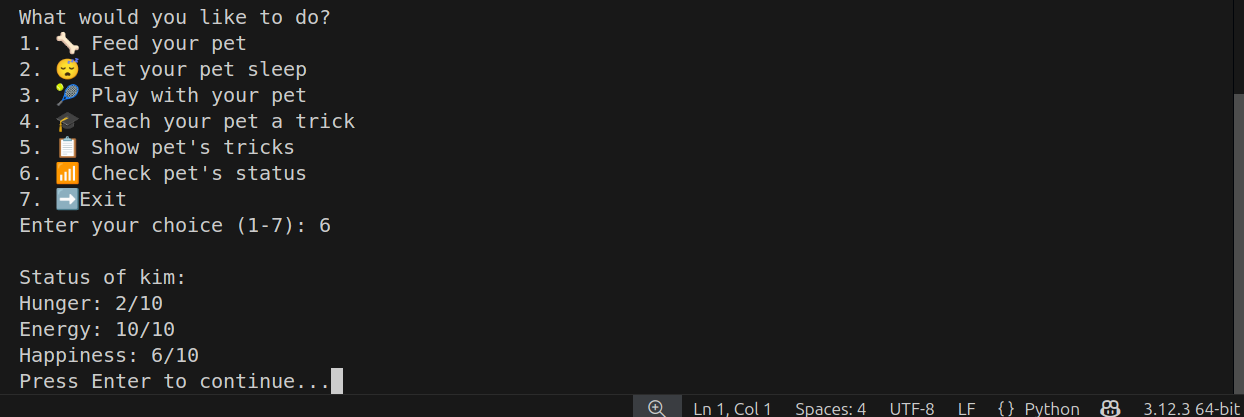 What would you like to do?
1. 🦴 Feed your pet
2. 😴 Let your pet sleep
3. 🎾 Play with your pet
4. 🎓 Teach your pet a trick
5. 📋 Show pet's tricks
6. 📶 Check pet's status
7. ➡️Exit
Enter your choice (1-7): 6
Status of kim:
Hunger: 2/10
Energy: 10/10
Happiness: 6/10
Press Enter to continue...
Ln 1, Col 1 Spaces: 4 UTF-8 LF {} Python 3.12.3 64-bit